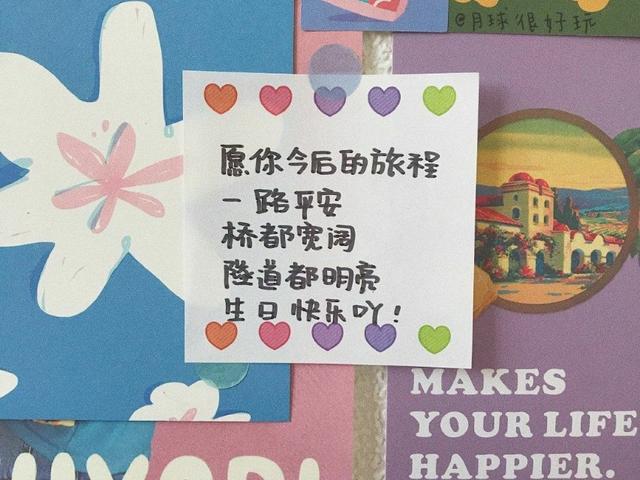 @月球很好玩
愿你今后的旅程
一路平安
桥都宽阔
隧道都明亮
生日快乐吖!
MAKES
YOUR LIFE
HAPPIER.